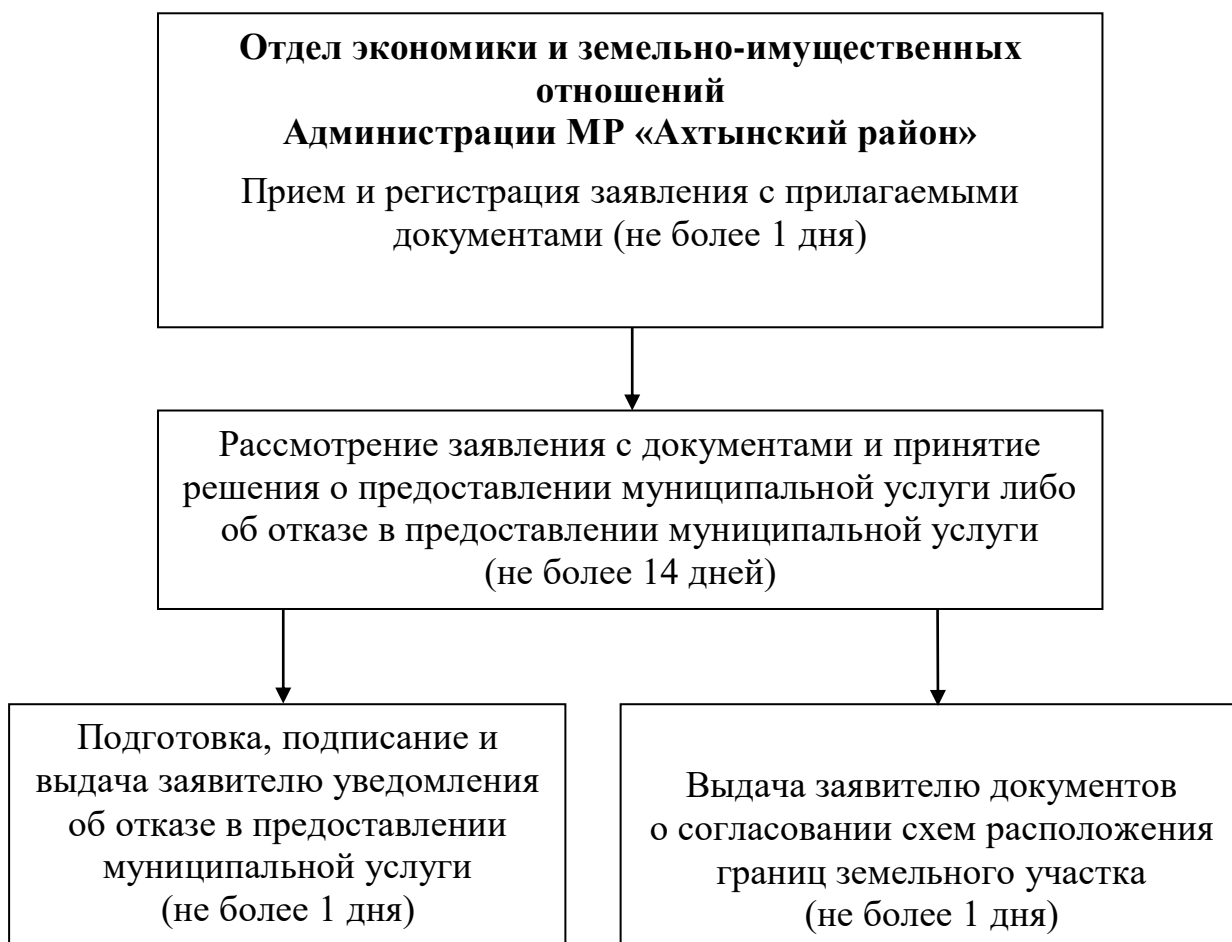 Отдел экономики и земельно-имущественных
отношений
Администрации МР «Ахтынский район»
Прием и регистрация заявления с прилагаемыми
документами (не более 1 дня)
Рассмотрение заявления с документами и принятие
решения о предоставлении муниципальной услуги либо
об отказе в предоставлении муниципальной услуги
(не более 14 дней)
Подготовка, подписание и
выдача заявителю уведомления
об отказе в предоставлении
муниципальной услуги
(не более 1 дня)
Выдача заявителю документов
о согласовании схем расположения
границ земельного участка
(не более 1 дня)